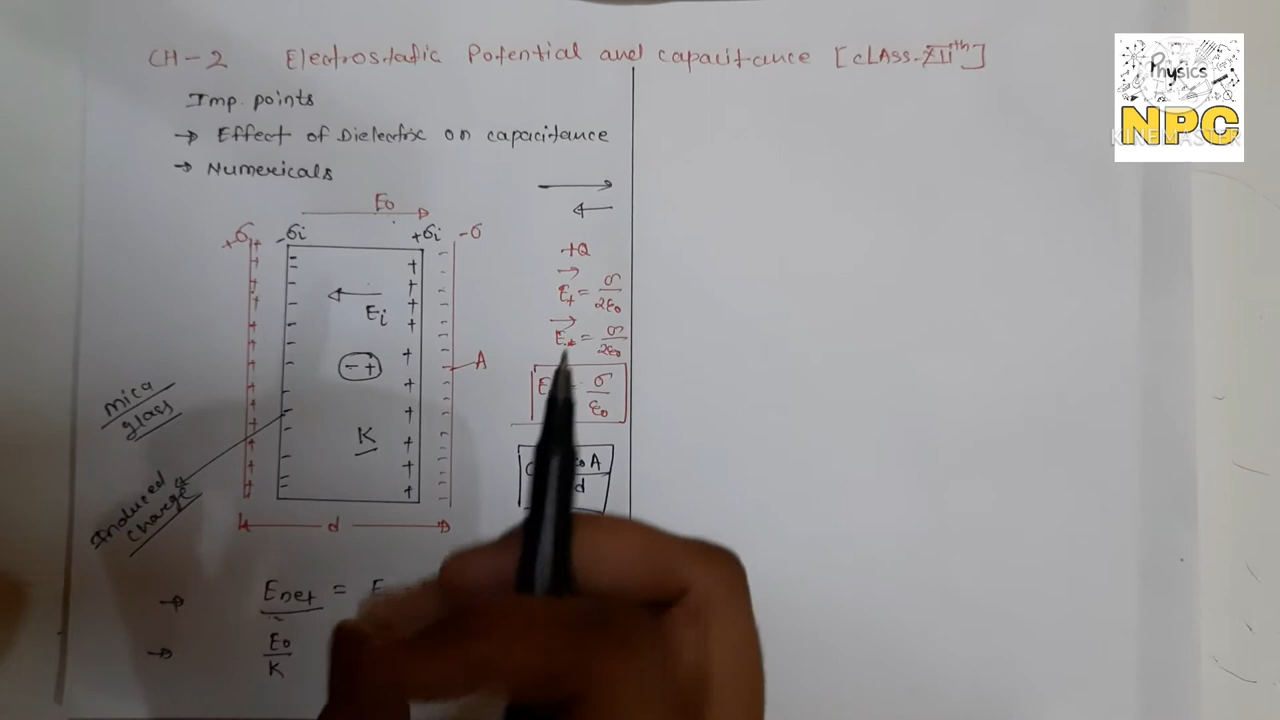 CH-2 Electrostatic Potential and capacitance [CLASS-XIIth]
Physics
NPC
KINEMASTER
Imp. points
→ Effect of Dielectric on capacitance
→ Numericals
E0
+σ -σi +σi -σ
Ei
- +
K
A
mica
glass
Induced
charge
d
+Q
E+ = σ/2ε0
= σ/2ε0
E = σ/ε0
A
d
→ Enet = E
→ E0/K